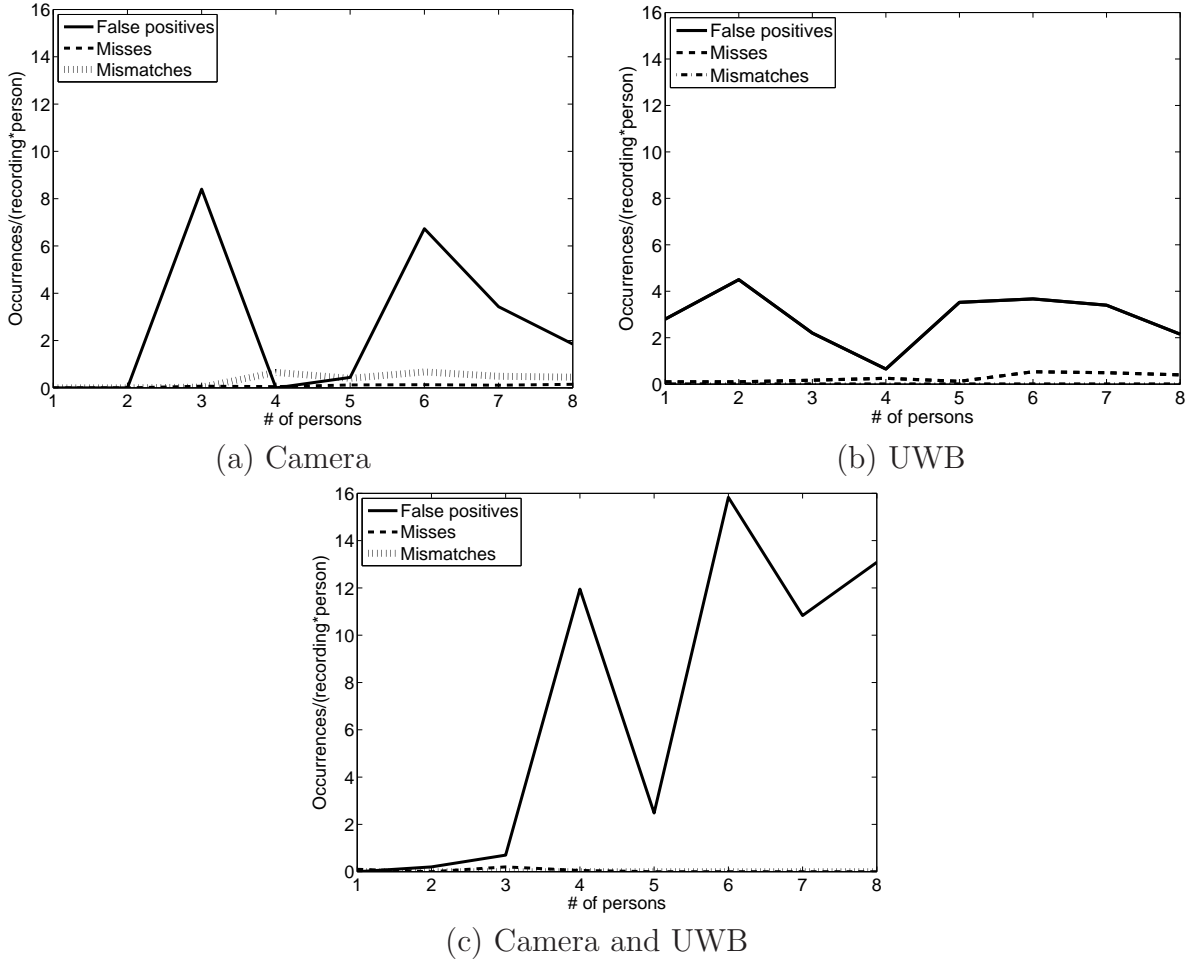 16
14
12
10
8
6
4
2
0
Occurrences/(recording*person)
False positives
Misses
Mismatches
1 2 3 4 5 6 7 8
# of persons
(a) Camera
16
14
12
10
8
6
4
2
0
Occurrences/(recording*person)
False positives
Misses
Mismatches
1 2 3 4 5 6 7 8
# of persons
(b) UWB
16
14
12
10
8
6
4
2
0
Occurrences/(recording*person)
False positives
Misses
Mismatches
1 2 3 4 5 6 7 8
# of persons
(c) Camera and UWB